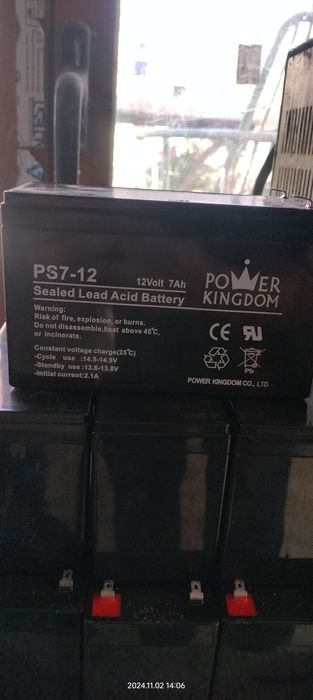 PS7-12
12Volt 7Ah
Sealed Lead Acid Battery
Warning:
Risk of fire, explosion, or burns.
Do not disassemble,heat above 45℃,
or incinerate.
Constant voltage charge(25℃)
-Cycle use :14.5-14.9V
-Standby use :13.6-13.8V
-Initial current:2.1A
POWER
KINGDOM
CE
Pb
POWER KINGDOM CO., LTD
2024.11.02 14:06